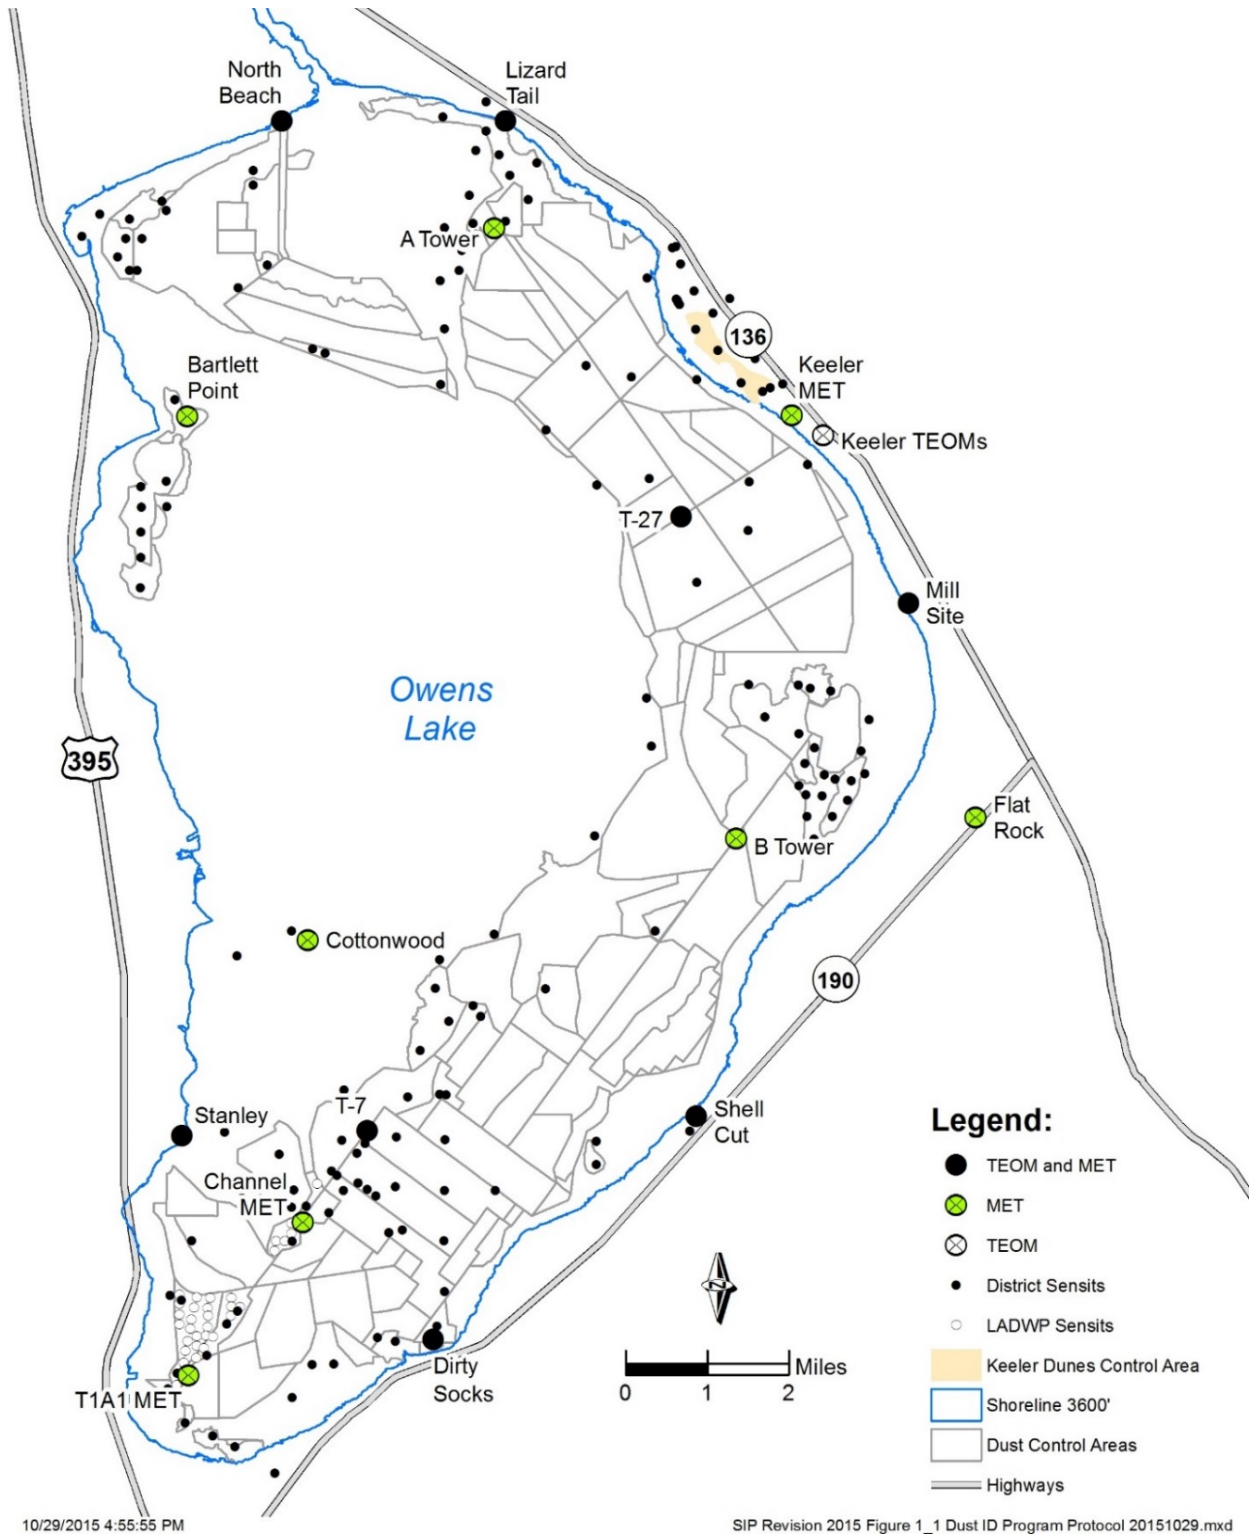 North
Beach
Lizard
Tail
A Tower
136
Bartlett
Point
Keeler
MET
Keeler TEOMs
T-27
Mill
Site
Owens
Lake
395
Flat
Rock
B Tower
Cottonwood
190
Stanley
T-7
Shell
Cut
Channel
MET
Dirty
Socks
T1A1 MET
Legend:
TEOM and MET
MET
TEOM
District Sensits
LADWP Sensits
Keeler Dunes Control Area
Shoreline 3600'
Dust Control Areas
Highways
N
Miles
0 1 2
10/29/2015 4:55:55 PM
SIP Revision 2015 Figure 1_1 Dust ID Program Protocol 20151029.mxd